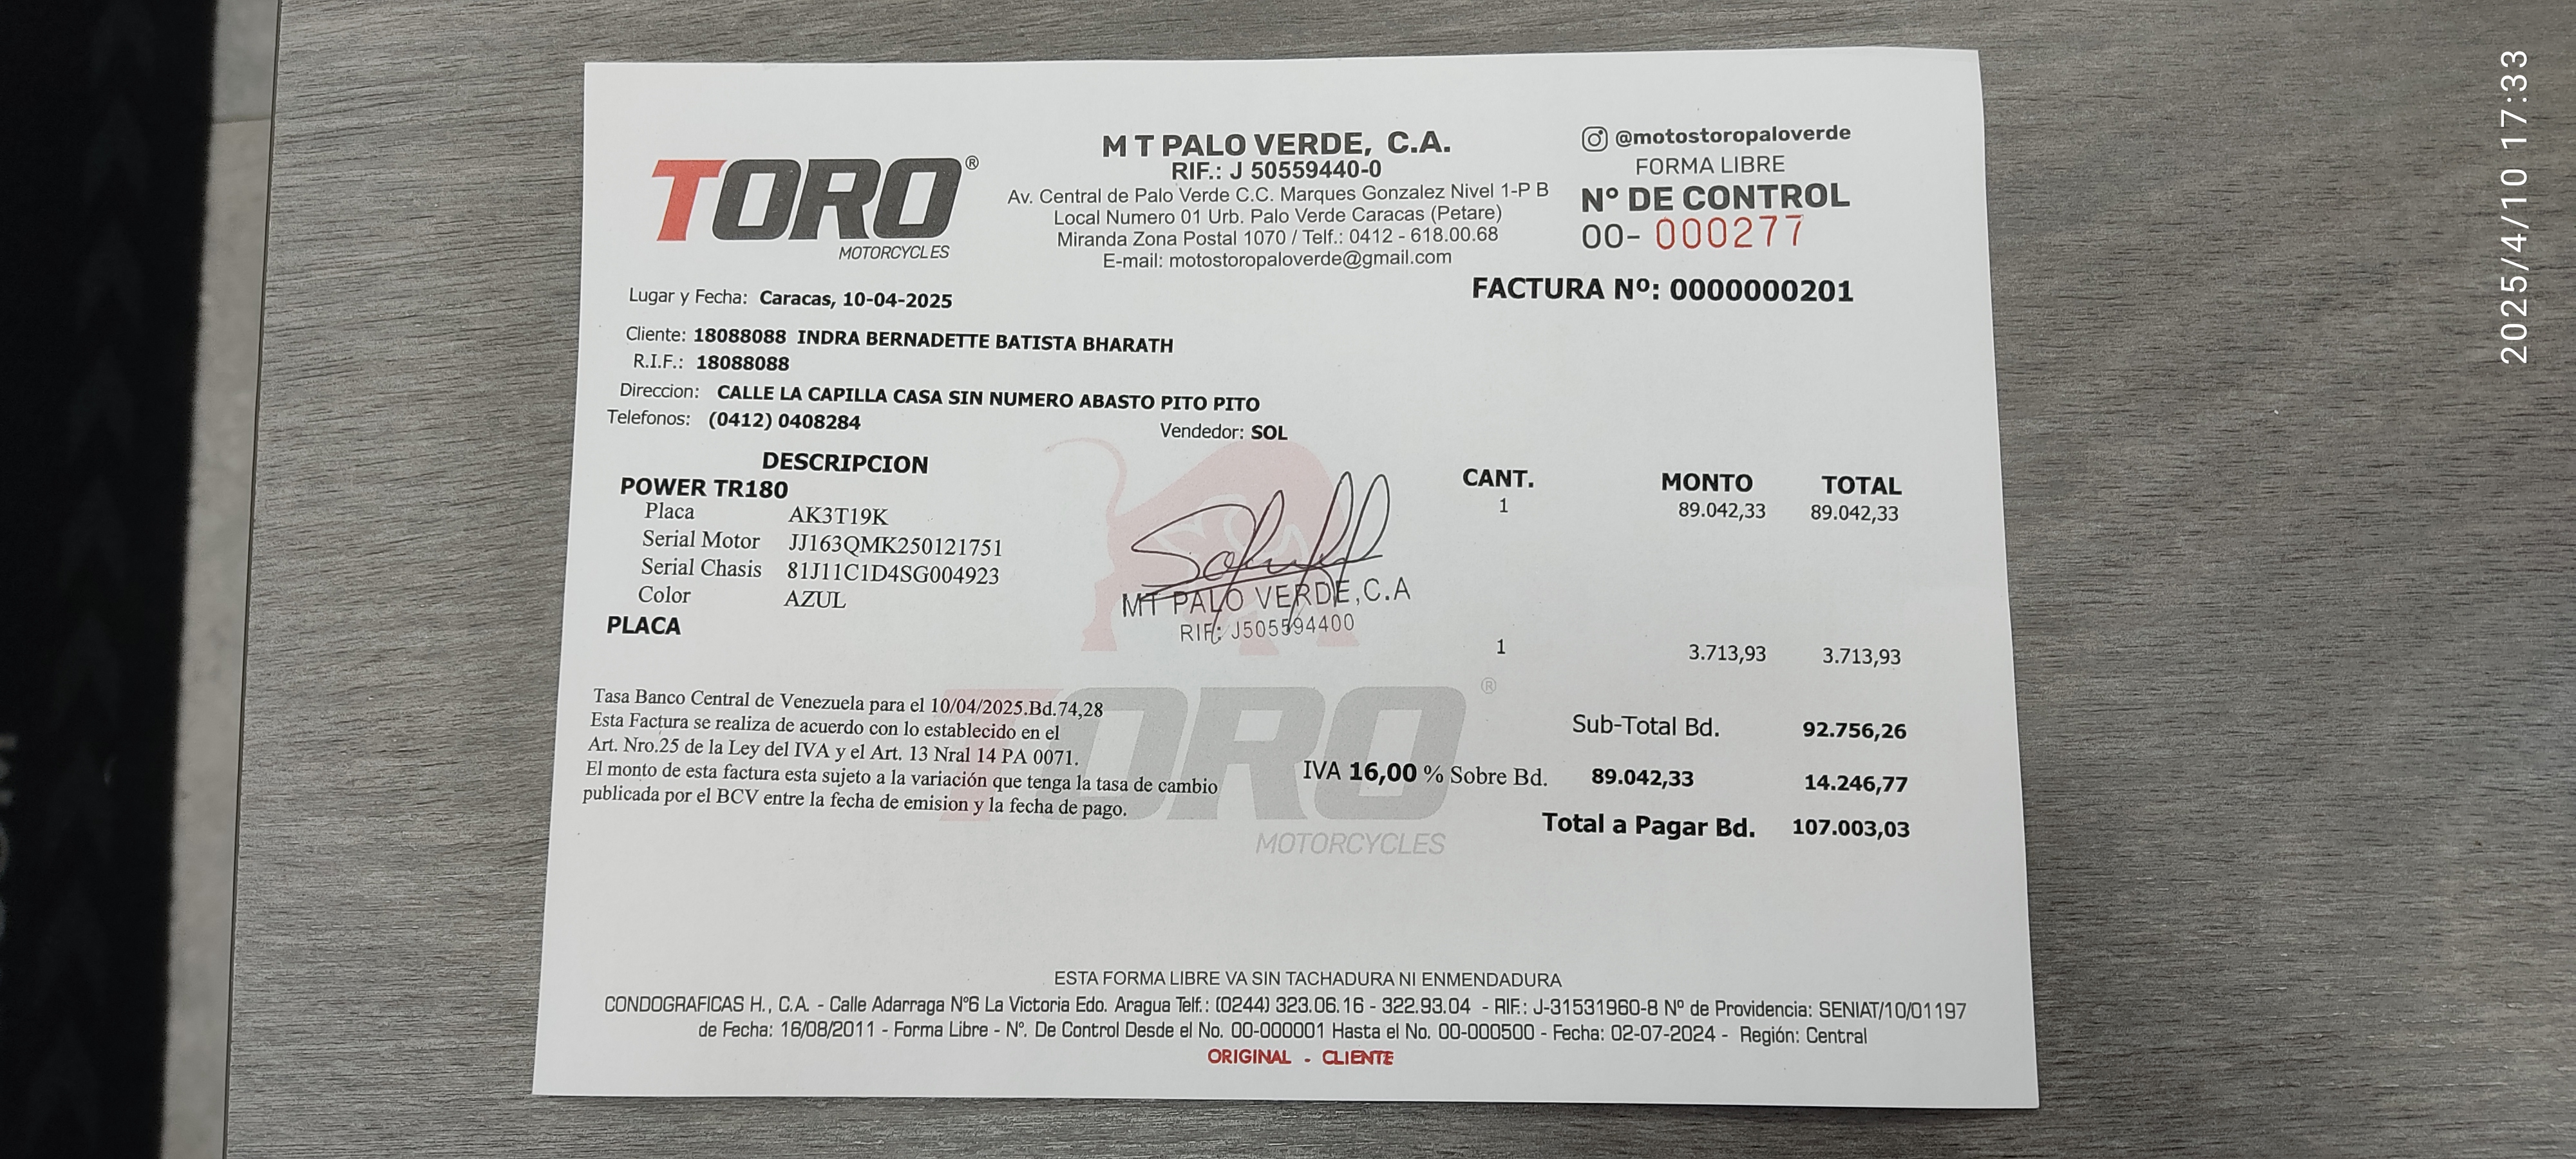 TORO®
MOTORCYCLES
M T PALO VERDE, C.A.
RIF.: J 50559440-0
Av. Central de Palo Verde C.C. Marques Gonzalez Nivel 1-P B
Local Numero 01 Urb. Palo Verde Caracas (Petare)
Miranda Zona Postal 1070 / Telf.: 0412 - 618.00.68
E-mail: motostoropaloverde@gmail.com
@motostoropaloverde
FORMA LIBRE
Nº DE CONTROL
00- 000277
FACTURA Nº: 0000000201
Lugar y Fecha: Caracas, 10-04-2025
Cliente: 18088088 INDRA BERNADETTE BATISTA BHARATH
R.I.F.: 18088088
Direccion: CALLE LA CAPILLA CASA SIN NUMERO ABASTO PITO PITO
Telefonos: (0412) 0408284
Vendedor: SOL
DESCRIPCION CANT. MONTO TOTAL
POWER TR180 1 89.042,33 89.042,33
Placa AK3T19K
Serial Motor JJ163QMK250121751
Serial Chasis 81J11C1D4SG004923
Color AZUL
MT PALO VERDE, C.A
RIF: J505594400
PLACA 1 3.713,93 3.713,93
Tasa Banco Central de Venezuela para el 10/04/2025.Bd.74,28
Esta Factura se realiza de acuerdo con lo establecido en el
Art. Nro.25 de la Ley del IVA y el Art. 13 Nral 14 PA 0071.
El monto de esta factura esta sujeto a la variación que tenga la tasa de cambio
publicada por el BCV entre la fecha de emision y la fecha de pago.
TORO®
MOTORCYCLES
Sub-Total Bd. 92.756,26
IVA 16,00 % Sobre Bd. 89.042,33 14.246,77
Total a Pagar Bd. 107.003,03
ESTA FORMA LIBRE VA SIN TACHADURA NI ENMENDADURA
CONDOGRAFICAS H., C.A. - Calle Adarraga N°6 La Victoria Edo. Aragua Telf.: (0244) 323.06.16 - 322.93.04 - RIF.: J-31531960-8 Nº de Providencia: SENIAT/10/01197
de Fecha: 16/08/2011 - Forma Libre - N°. De Control Desde el No. 00-000001 Hasta el No. 00-000500 - Fecha: 02-07-2024 - Región: Central
ORIGINAL - CLIENTE
2025/4/10 17:33